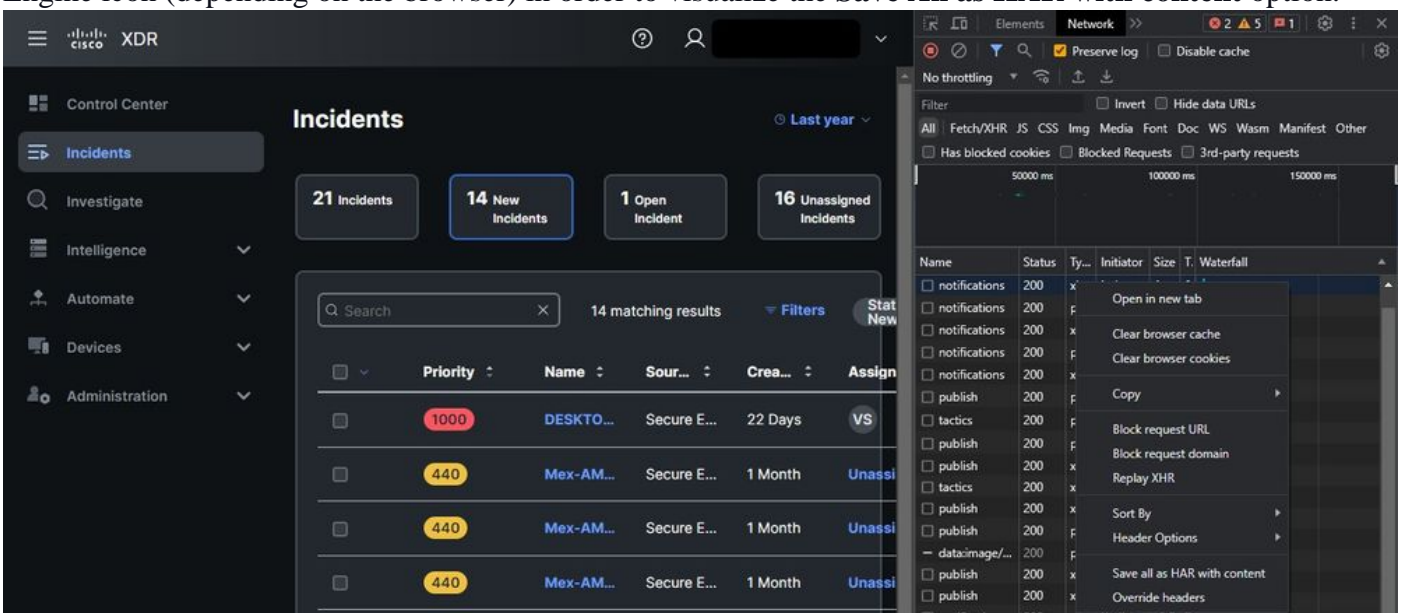 Engine icon (depending on the browser) in order to visualize the Save All as HAR with content option.
cisco XDR
Control Center
Incidents
Investigate
Intelligence
Automate
Devices
Administration
Incidents
Last year
21 Incidents
14 New Incidents
1 Open Incident
16 Unassigned Incidents
Search
14 matching results
Filters
Stat
New
Priority Name Sour... Crea... Assign
1000 DESKTO... Secure E... 22 Days VS
440 Mex-AM... Secure E... 1 Month Unassi
440 Mex-AM... Secure E... 1 Month Unassi
440 Mex-AM... Secure E... 1 Month Unassi
Elements Network 2 5 1
Preserve log Disable cache
No throttling
Filter Invert Hide data URLs
All Fetch/XHR JS CSS Img Media Font Doc WS Wasm Manifest Other
Has blocked cookies Blocked Requests 3rd-party requests
50000 ms 100000 ms 150000 ms
Name Status Ty... Initiator Size T. Waterfall
notifications 200 x
notifications 200 p
notifications 200 x
notifications 200 p
notifications 200 x
publish 200 p
tactics 200 p
publish 200 p
publish 200 x
tactics 200 x
publish 200 x
publish 200 p
data:image/... 200 p
publish 200 x
publish 200 x
Open in new tab
Clear browser cache
Clear browser cookies
Copy
Block request URL
Block request domain
Replay XHR
Sort By
Header Options
Save all as HAR with content
Override headers